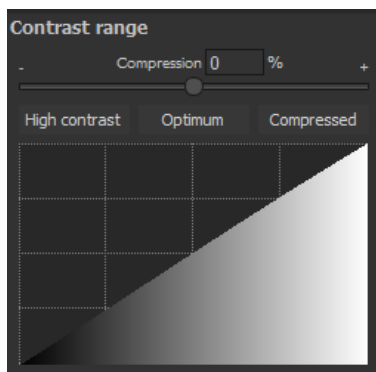 Contrast range
- Compression 0 % +
High contrast Optimum Compressed